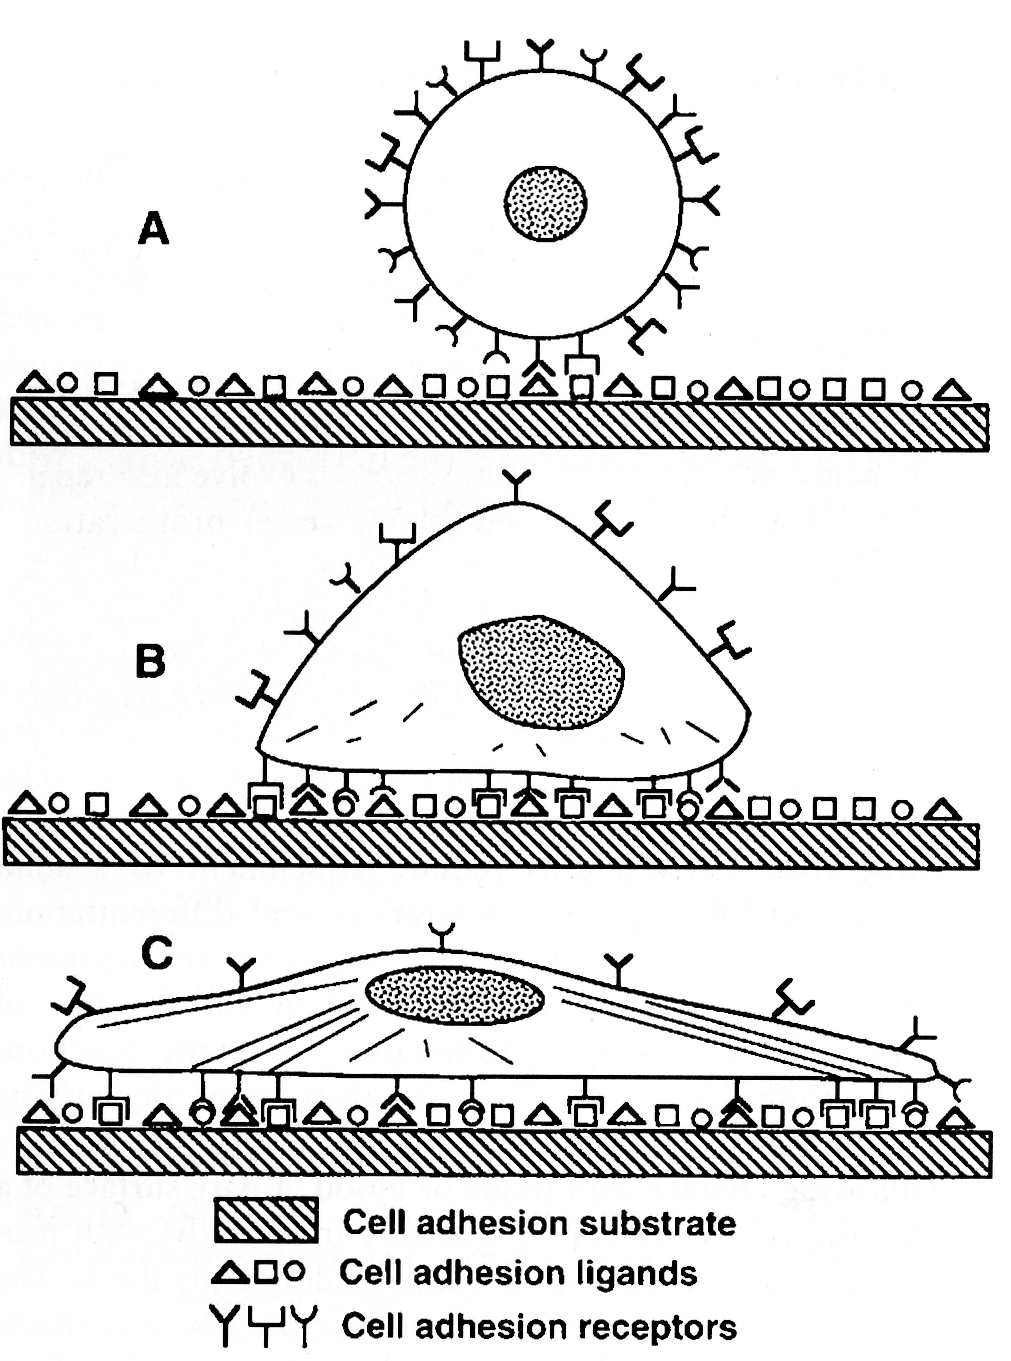 A
B
C
Cell adhesion substrate
Cell adhesion ligands
Cell adhesion receptors